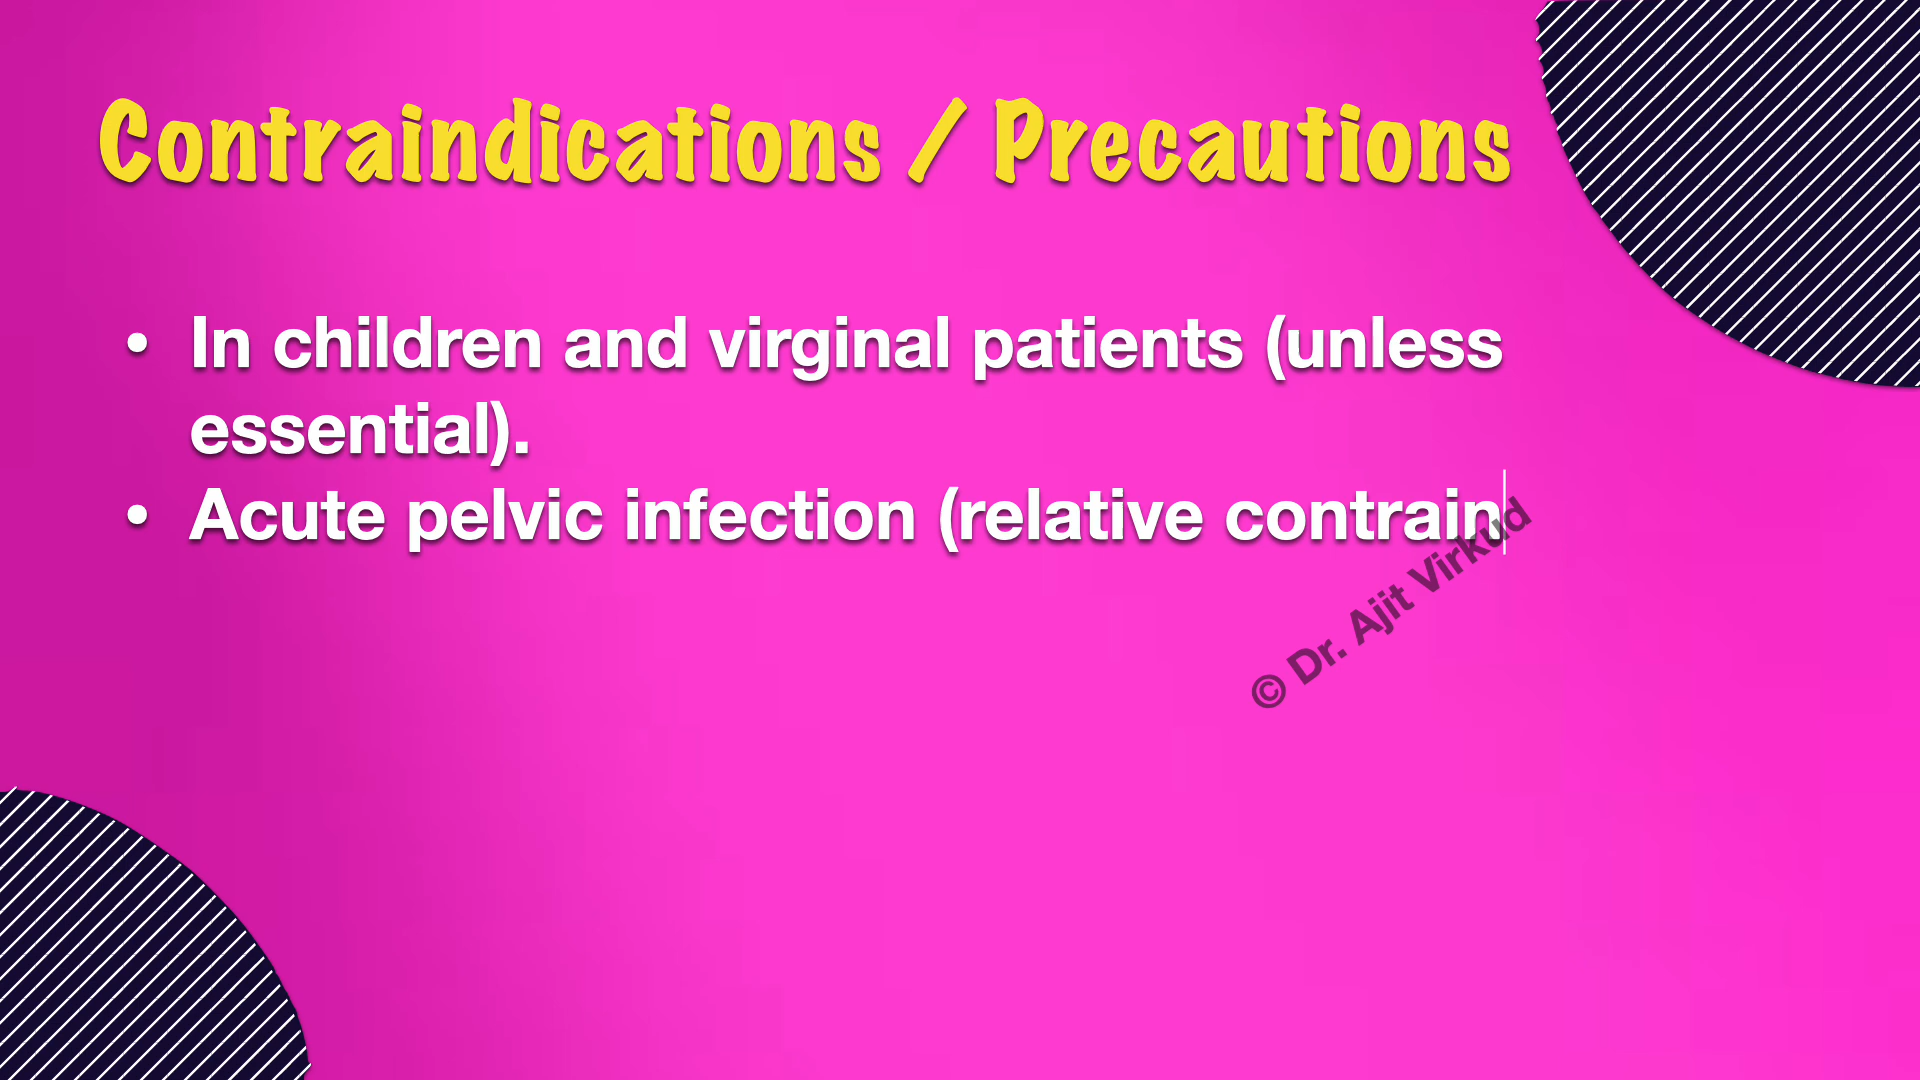 Contraindications / Precautions
• In children and virginal patients (unless
essential).
• Acute pelvic infection (relative contrain
© Dr. Ajit Virkud